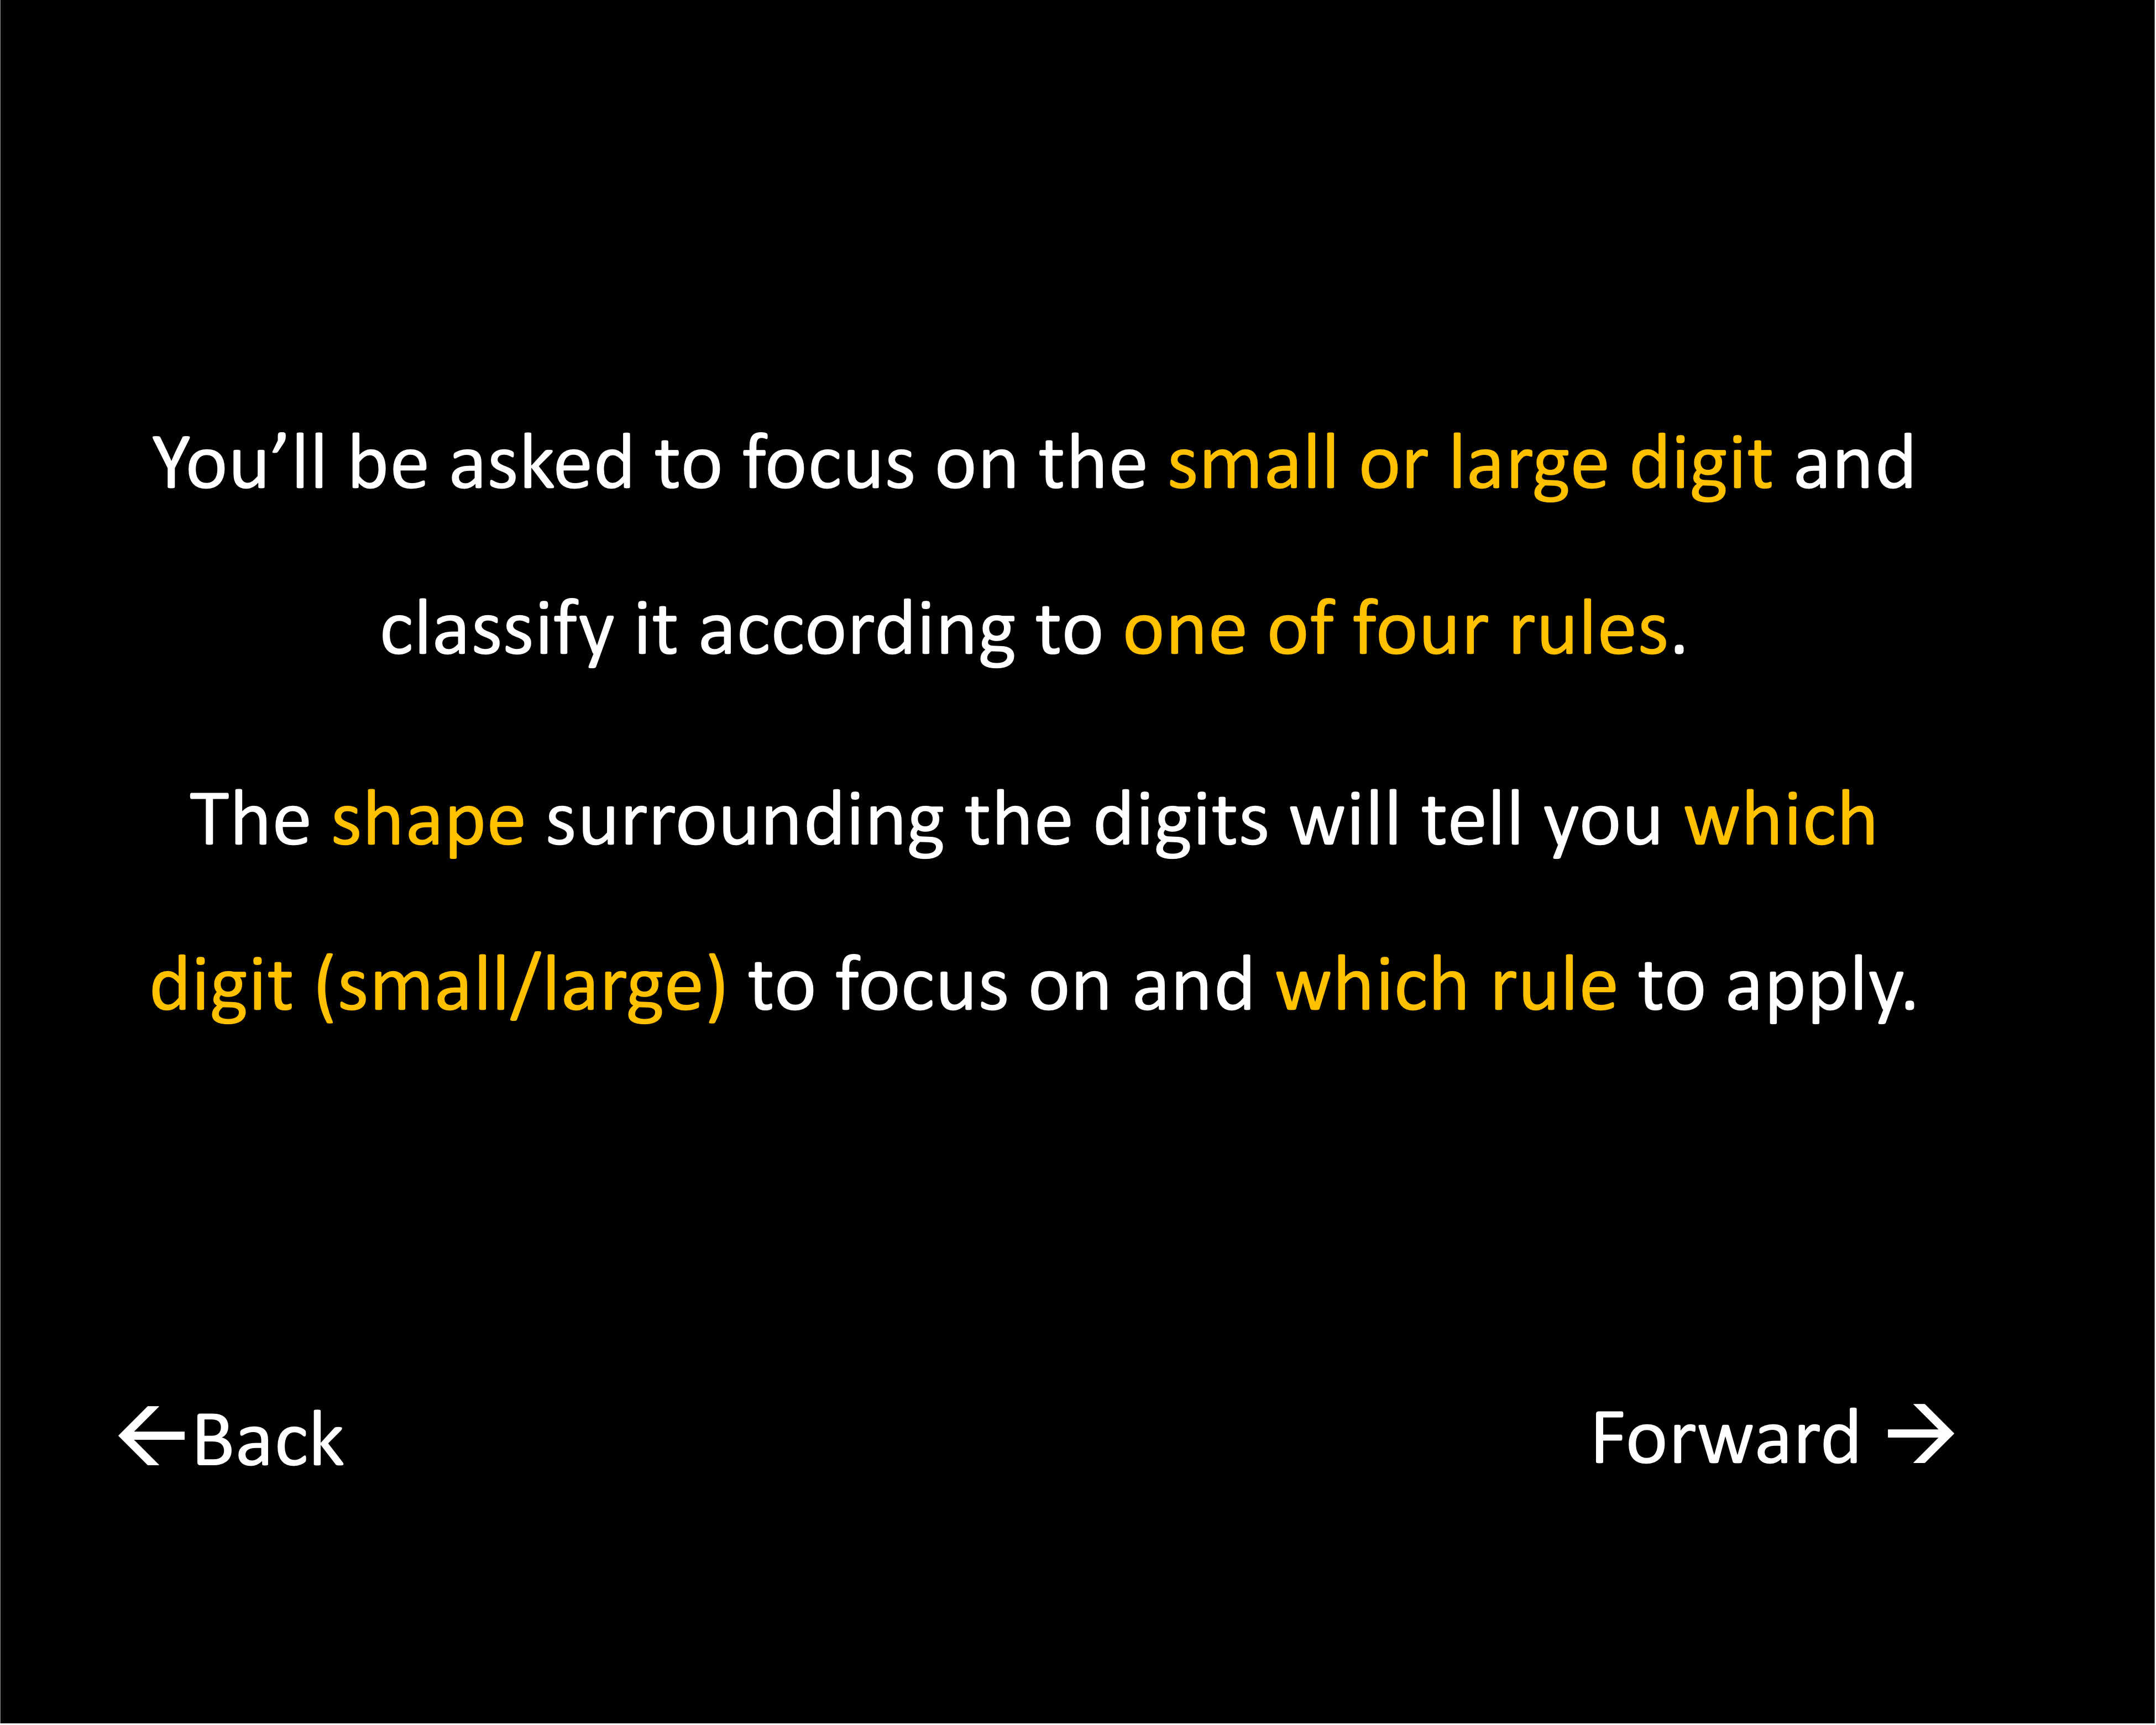 You’ll be asked to focus on the small or large digit and
classify it according to one of four rules.
The shape surrounding the digits will tell you which
digit (small/large) to focus on and which rule to apply.
←Back
Forward →